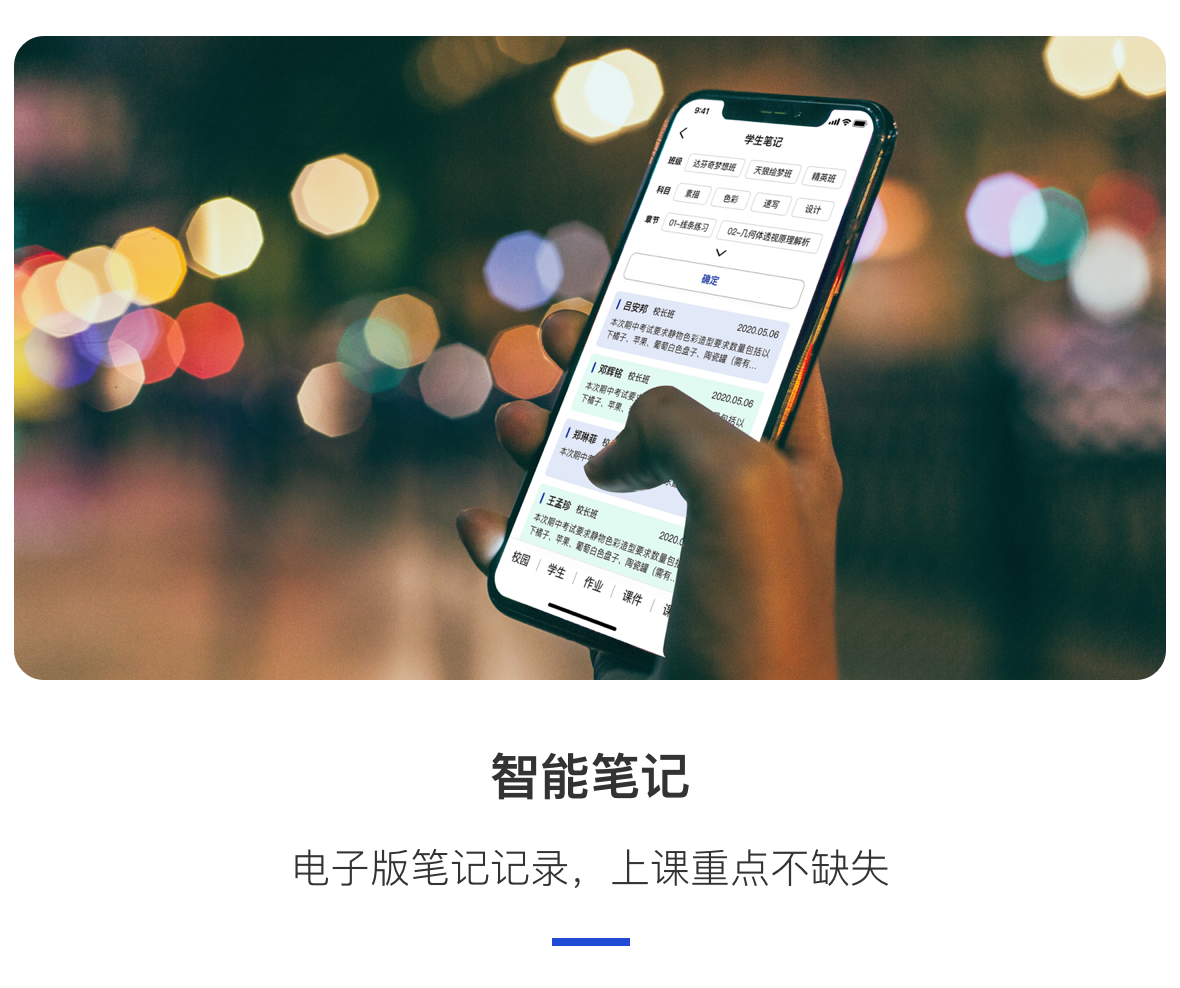 9:41
学生笔记
班级 达芬奇梦想班 天狼绘梦班 精英班
科目 素描 色彩 速写 设计
章节 01-线条练习 02-几何体透视原理解析
确定
吕安邦 校长班 2020.05.06
本次期中考试要求静物色彩造型要求数量包括以
下橘子、苹果、葡萄白色盘子、陶瓷罐（需有...
邓辉铭 校长班 2020.05.06
本次期中考试要 包括以
下橘子、苹果、
郑琳菲 校
本次期中
王孟珍 校长班 2020.0
本次期中考试要求静物色彩造型要求数量包
下橘子、苹果、葡萄白色盘子、陶瓷罐（需有...
校园 学生 作业 课件
智能笔记
电子版笔记记录，上课重点不缺失